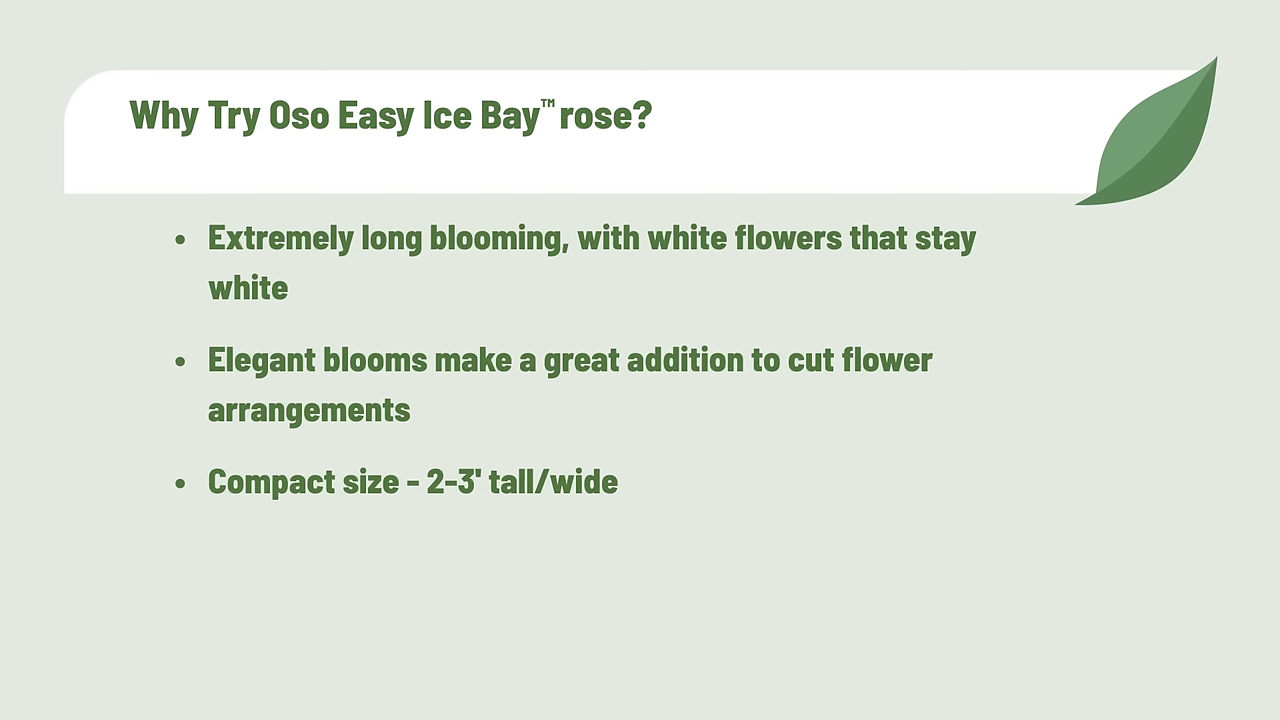 Why Try Oso Easy Ice Bay™ rose?
• Extremely long blooming, with white flowers that stay
white
• Elegant blooms make a great addition to cut flower
arrangements
• Compact size - 2-3' tall/wide